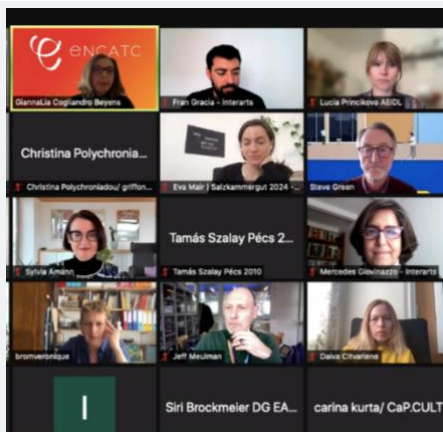 encatc
GiannaLia Cogliandro Beyens
Fran Gracia - Interarts
Lucia Princikova AEIDL
Christina Polychronia...
Christina Polychroniadou/ griffon...
Eva Mair | Salzkammergut 2024 -...
Steve Green
Sylvia Amann
Tamás Szalay Pécs 2...
Tamás Szalay Pécs 2010
Mercedes Giovinazzo - Interarts
bromveronique
Jeff Meulman
Daiva Citvariene
I
Siri Brockmeier DG EA...
carina kurta/ CaP.CULT